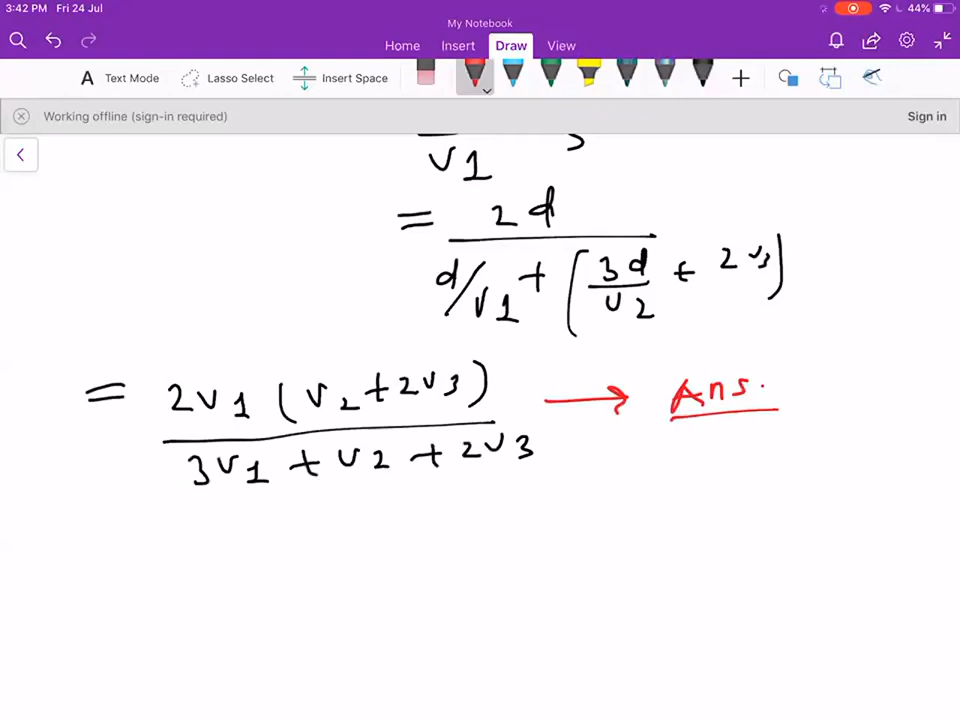 3:42 PM Fri 24 Jul 44%
My Notebook
Home Insert Draw View
A Text Mode Lasso Select Insert Space
Working offline (sign-in required) Sign in
v1
= 2d
d/v1 + (3d/v2 + 2v3)
= 2v1 (v2+2v3) → Ans.
3v1 + v2 + 2v3